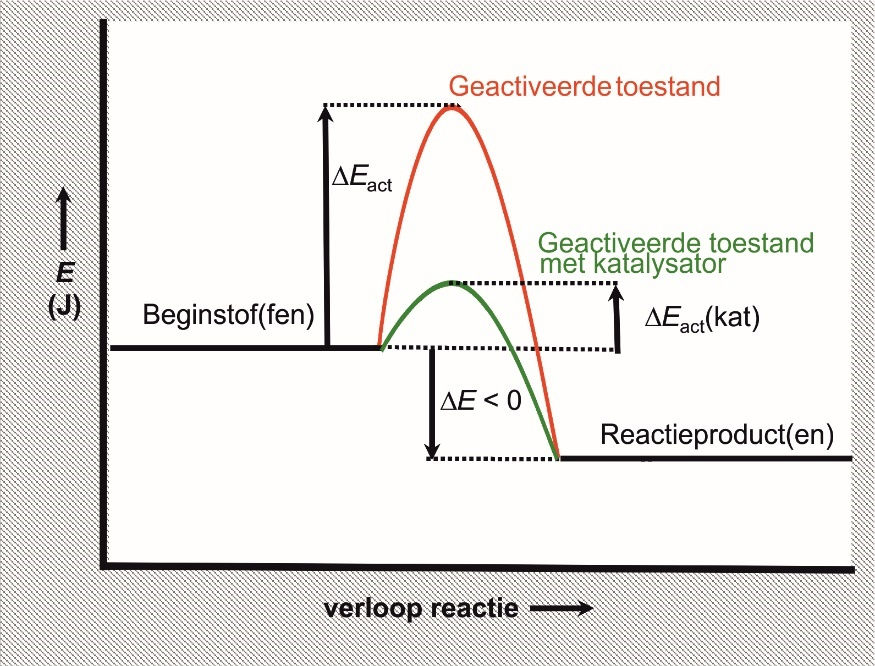 Geactiveerde toestand
ΔEact
Geactiveerde toestand
met katalysator
E
(J)
Beginstof(fen)
ΔEact(kat)
ΔE < 0
Reactieproduct(en)
verloop reactie